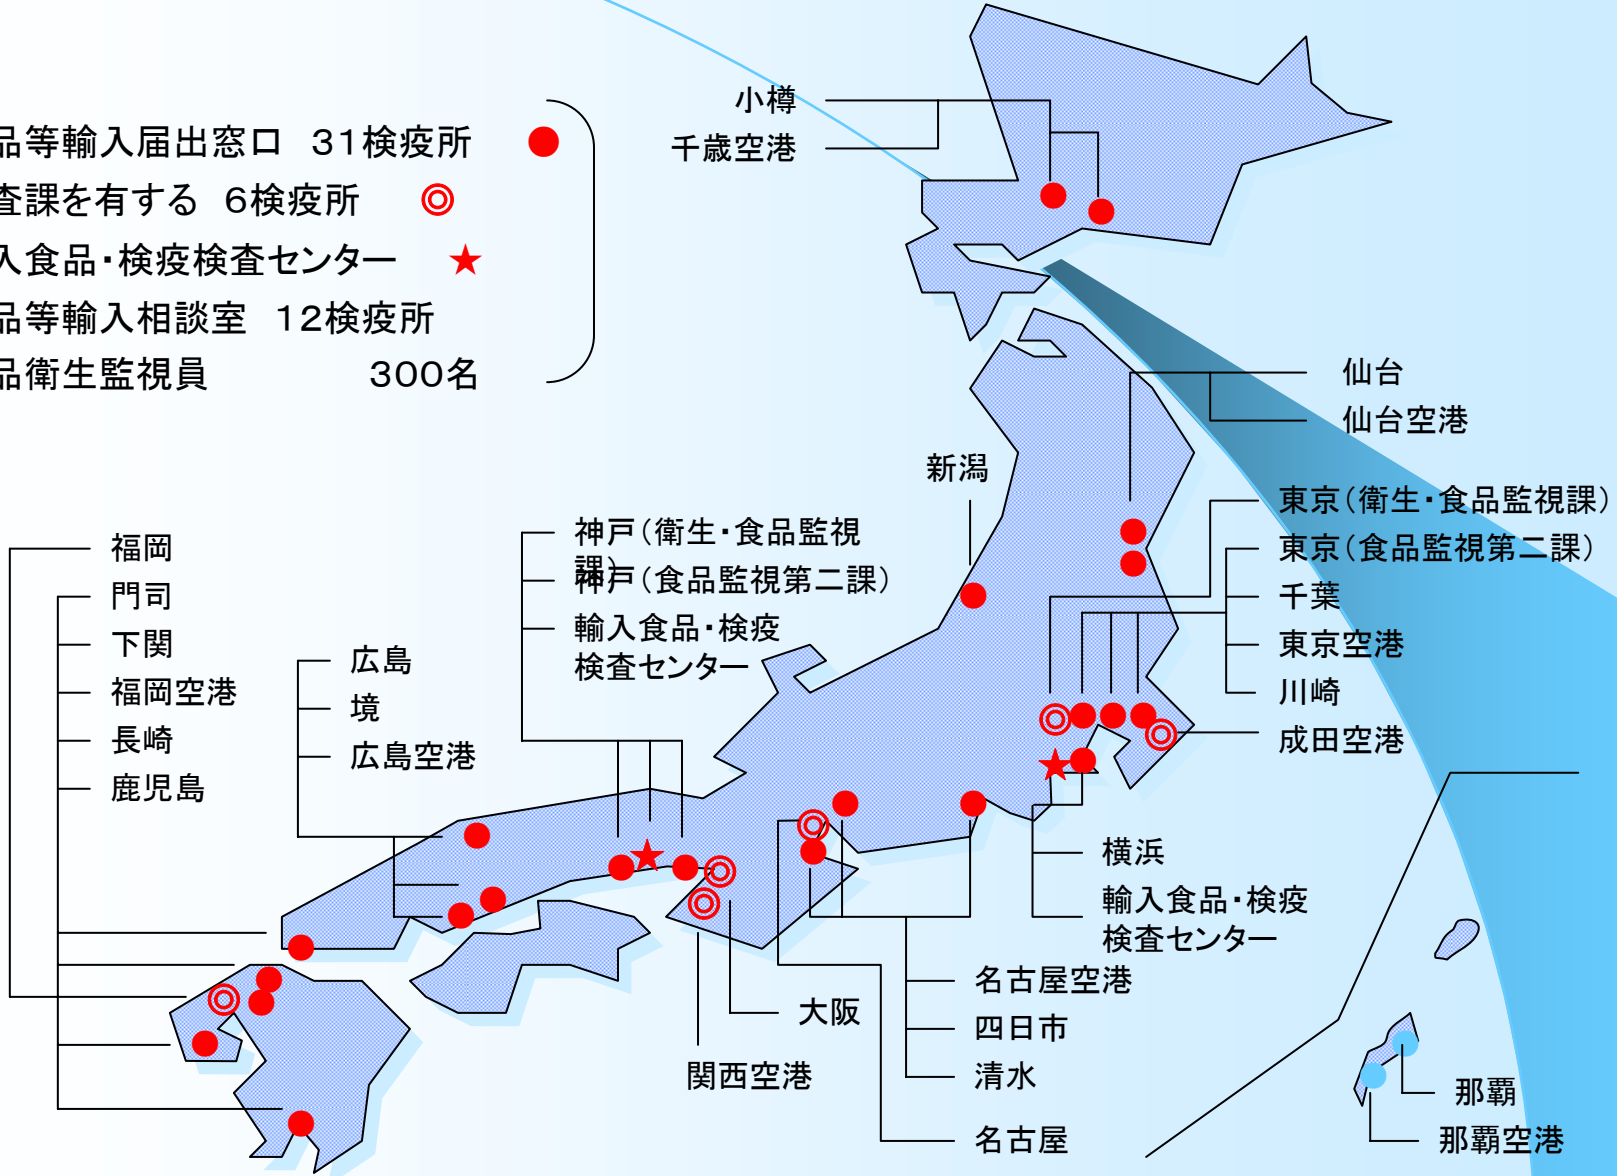 品等輸入届出窓口　31検疫所
査課を有する　6検疫所
入食品・検疫検査センター
品等輸入相談室　12検疫所
品衛生監視員　300名
小樽
千歳空港
仙台
仙台空港
新潟
東京（衛生・食品監視課）
東京（食品監視第二課）
千葉
東京空港
川崎
成田空港
神戸（衛生・食品監視
課）
神戸（食品監視第二課）
輸入食品・検疫
検査センター
福岡
門司
下関
福岡空港
長崎
鹿児島
広島
境
広島空港
横浜
輸入食品・検疫
検査センター
名古屋空港
四日市
清水
名古屋
大阪
関西空港
那覇
那覇空港